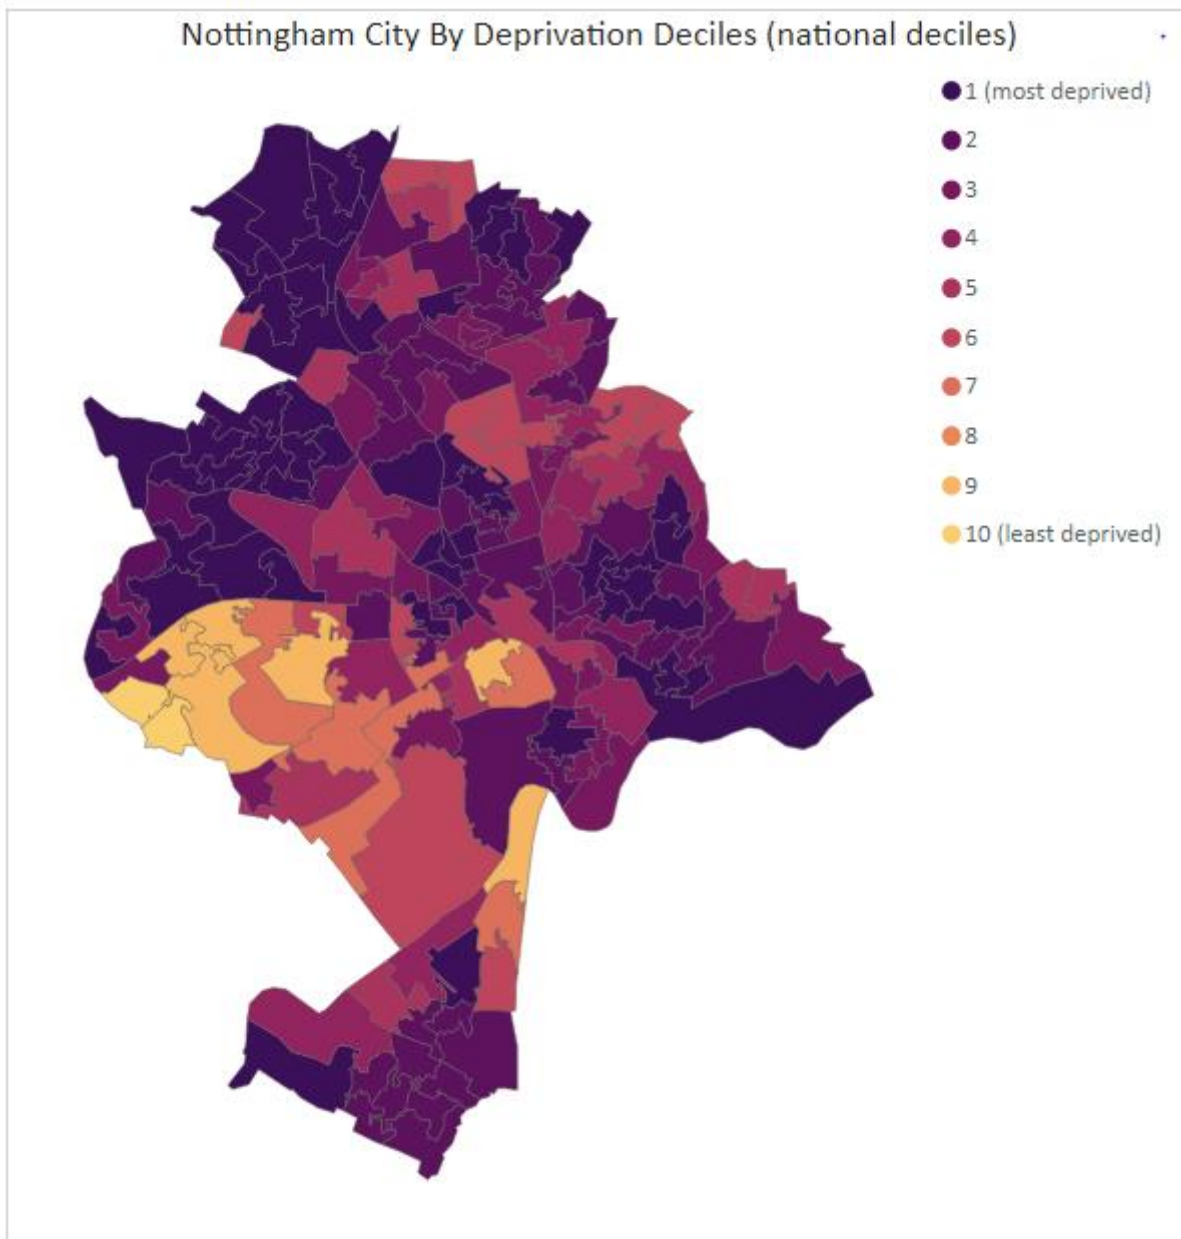 Nottingham City By Deprivation Deciles (national deciles)
1 (most deprived)
2
3
4
5
6
7
8
9
10 (least deprived)